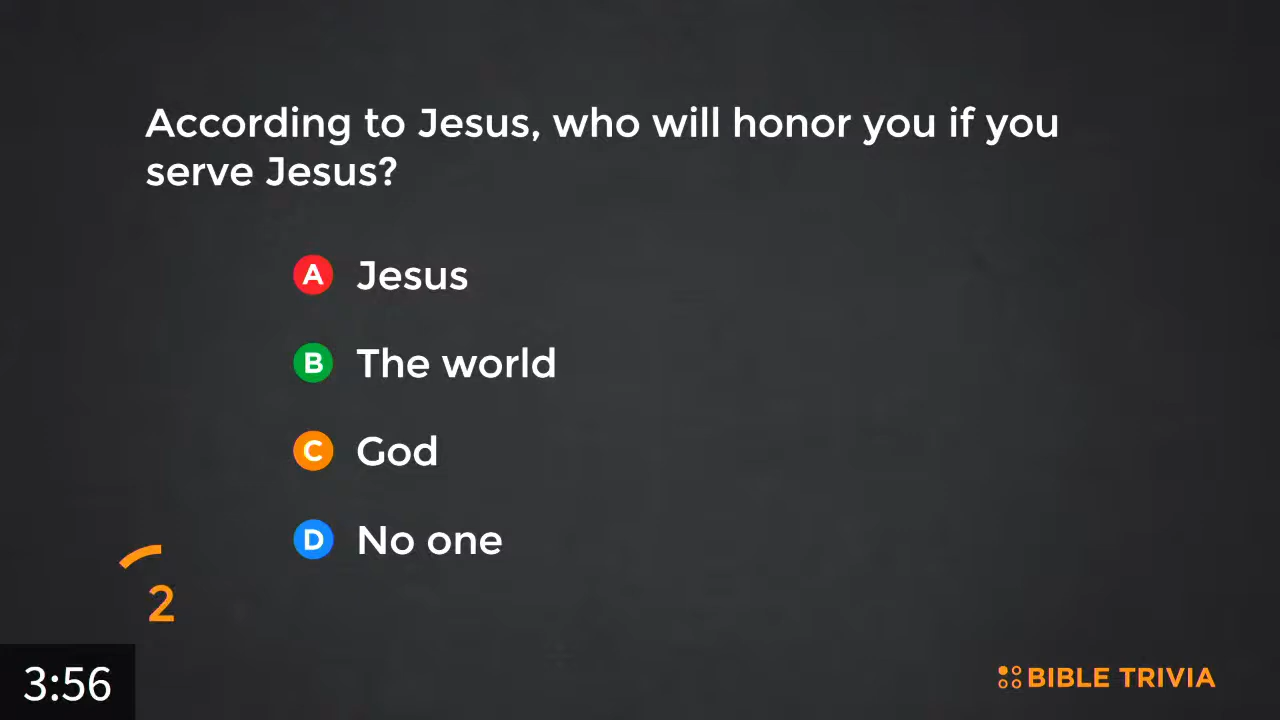 According to Jesus, who will honor you if you
serve Jesus?
A Jesus
B The world
C God
D No one
2
3:56
BIBLE TRIVIA